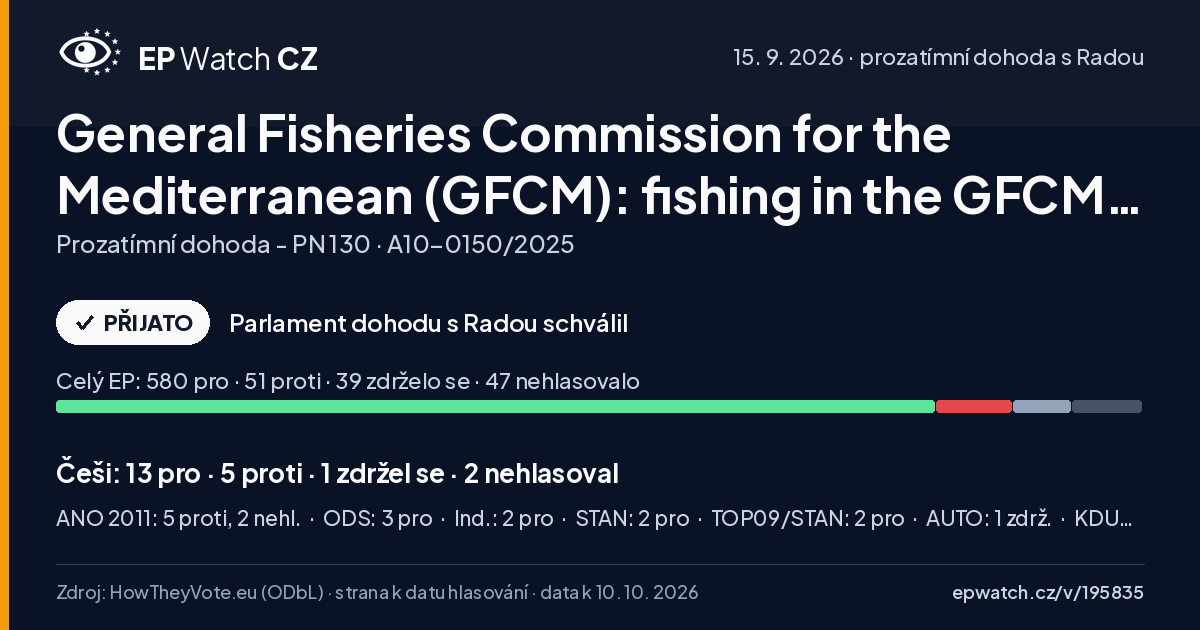 EP Watch CZ
15. 9. 2026 · prozatímní dohoda s Radou
General Fisheries Commission for the
Mediterranean (GFCM): fishing in the GFCM…
Prozatímní dohoda – PN 130 · A10–0150/2025
✓ PŘIJATO
Parlament dohodu s Radou schválil
Celý EP: 580 pro · 51 proti · 39 zdrželo se · 47 nehlasovalo
Češi: 13 pro · 5 proti · 1 zdržel se · 2 nehlasoval
ANO 2011: 5 proti, 2 nehl. · ODS: 3 pro · Ind.: 2 pro · STAN: 2 pro · TOP09/STAN: 2 pro · AUTO: 1 zdrž. · KDU…
Zdroj: HowTheyVote.eu (ODbL) · strana k datu hlasování · data k 10. 10. 2026
epwatch.cz/v/195835